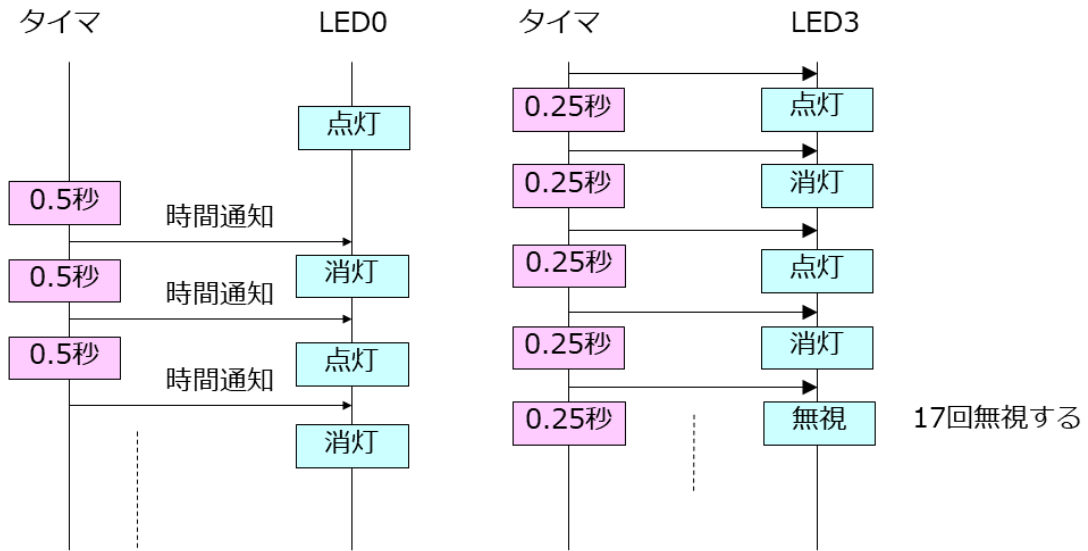 タイマ
LED0
点灯
0.5秒
時間通知
消灯
0.5秒
時間通知
点灯
0.5秒
時間通知
消灯
タイマ
LED3
0.25秒
点灯
0.25秒
消灯
0.25秒
点灯
0.25秒
消灯
0.25秒
無視
17回無視する